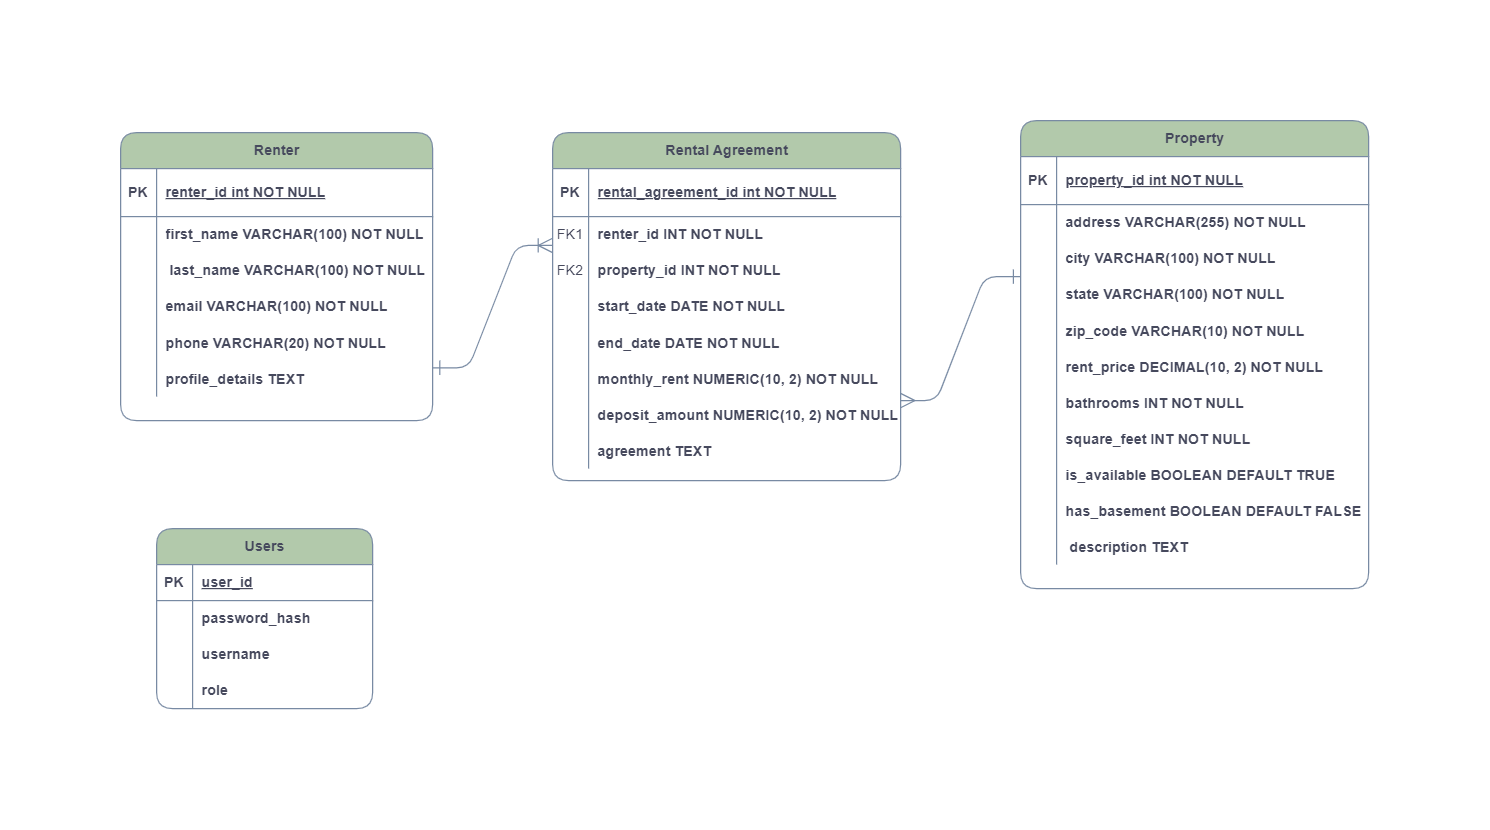 Renter
PK renter_id int NOT NULL
first_name VARCHAR(100) NOT NULL
last_name VARCHAR(100) NOT NULL
email VARCHAR(100) NOT NULL
phone VARCHAR(20) NOT NULL
profile_details TEXT
Rental Agreement
PK rental_agreement_id int NOT NULL
FK1 renter_id INT NOT NULL
FK2 property_id INT NOT NULL
start_date DATE NOT NULL
end_date DATE NOT NULL
monthly_rent NUMERIC(10, 2) NOT NULL
deposit_amount NUMERIC(10, 2) NOT NULL
agreement TEXT
Property
PK property_id int NOT NULL
address VARCHAR(255) NOT NULL
city VARCHAR(100) NOT NULL
state VARCHAR(100) NOT NULL
zip_code VARCHAR(10) NOT NULL
rent_price DECIMAL(10, 2) NOT NULL
bathrooms INT NOT NULL
square_feet INT NOT NULL
is_available BOOLEAN DEFAULT TRUE
has_basement BOOLEAN DEFAULT FALSE
description TEXT
Users
PK user_id
password_hash
username
role